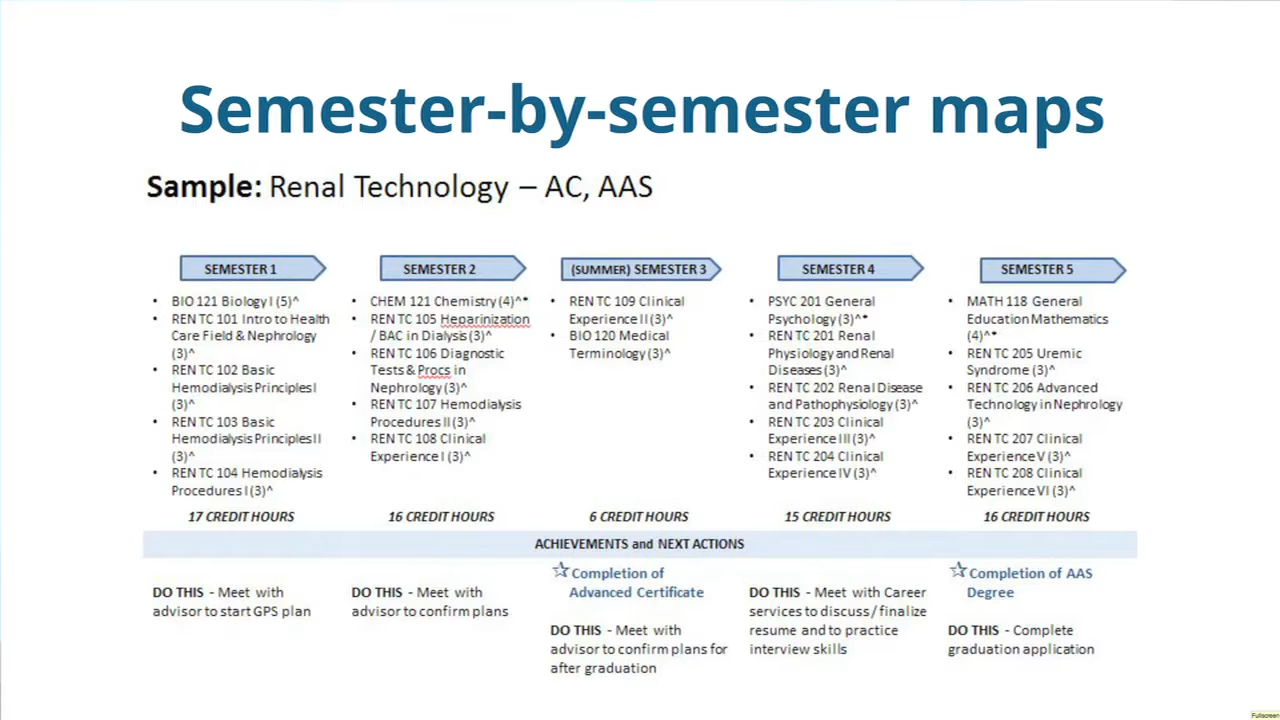 Semester-by-semester maps
Sample: Renal Technology – AC, AAS
SEMESTER 1
• BIO 121 Biology I (5)^
• REN TC 101 Intro to Health
Care Field & Nephrology
(3)^
• REN TC 102 Basic
Hemodialysis Principles I
(3)^
• REN TC 103 Basic
Hemodialysis Principles II
(3)^
• REN TC 104 Hemodialysis
Procedures I (3)^
17 CREDIT HOURS
SEMESTER 2
• CHEM 121 Chemistry (4)^*
• REN TC 105 Heparinization
/ BAC in Dialysis (3)^
• REN TC 106 Diagnostic
Tests & Procs in
Nephrology (3)^
• REN TC 107 Hemodialysis
Procedures II (3)^
• REN TC 108 Clinical
Experience I (3)^
16 CREDIT HOURS
(SUMMER) SEMESTER 3
• REN TC 109 Clinical
Experience II (3)^
• BIO 120 Medical
Terminology (3)^
6 CREDIT HOURS
SEMESTER 4
• PSYC 201 General
Psychology (3)^*
• REN TC 201 Renal
Physiology and Renal
Diseases (3)^
• REN TC 202 Renal Disease
and Pathophysiology (3)^
• REN TC 203 Clinical
Experience III (3)^
• REN TC 204 Clinical
Experience IV (3)^
15 CREDIT HOURS
SEMESTER 5
• MATH 118 General
Education Mathematics
(4)^*
• REN TC 205 Uremic
Syndrome (3)^
• REN TC 206 Advanced
Technology in Nephrology
(3)^
• REN TC 207 Clinical
Experience V (3)^
• REN TC 208 Clinical
Experience VI (3)^
16 CREDIT HOURS
ACHIEVEMENTS and NEXT ACTIONS
DO THIS - Meet with
advisor to start GPS plan
DO THIS - Meet with
advisor to confirm plans
☆ Completion of
Advanced Certificate
DO THIS - Meet with
advisor to confirm plans for
after graduation
DO THIS - Meet with Career
services to discuss / finalize
resume and to practice
interview skills
☆ Completion of AAS
Degree
DO THIS - Complete
graduation application
Fullscreen